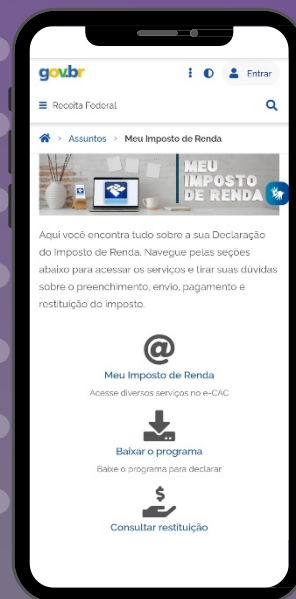 gov.br
Entrar
Receita Federal
Assuntos > Meu Imposto de Renda
MEU
IMPOSTO
DE RENDA
Aqui você encontra tudo sobre a sua Declaração
do Imposto de Renda. Navegue pelas seções
abaixo para acessar os serviços e tirar suas dúvidas
sobre o preenchimento, envio, pagamento e
restituição do imposto.
@
Meu Imposto de Renda
Acesse diversos serviços no e-CAC
Baixar o programa
Baixe o programa para declarar
$
Consultar restituição